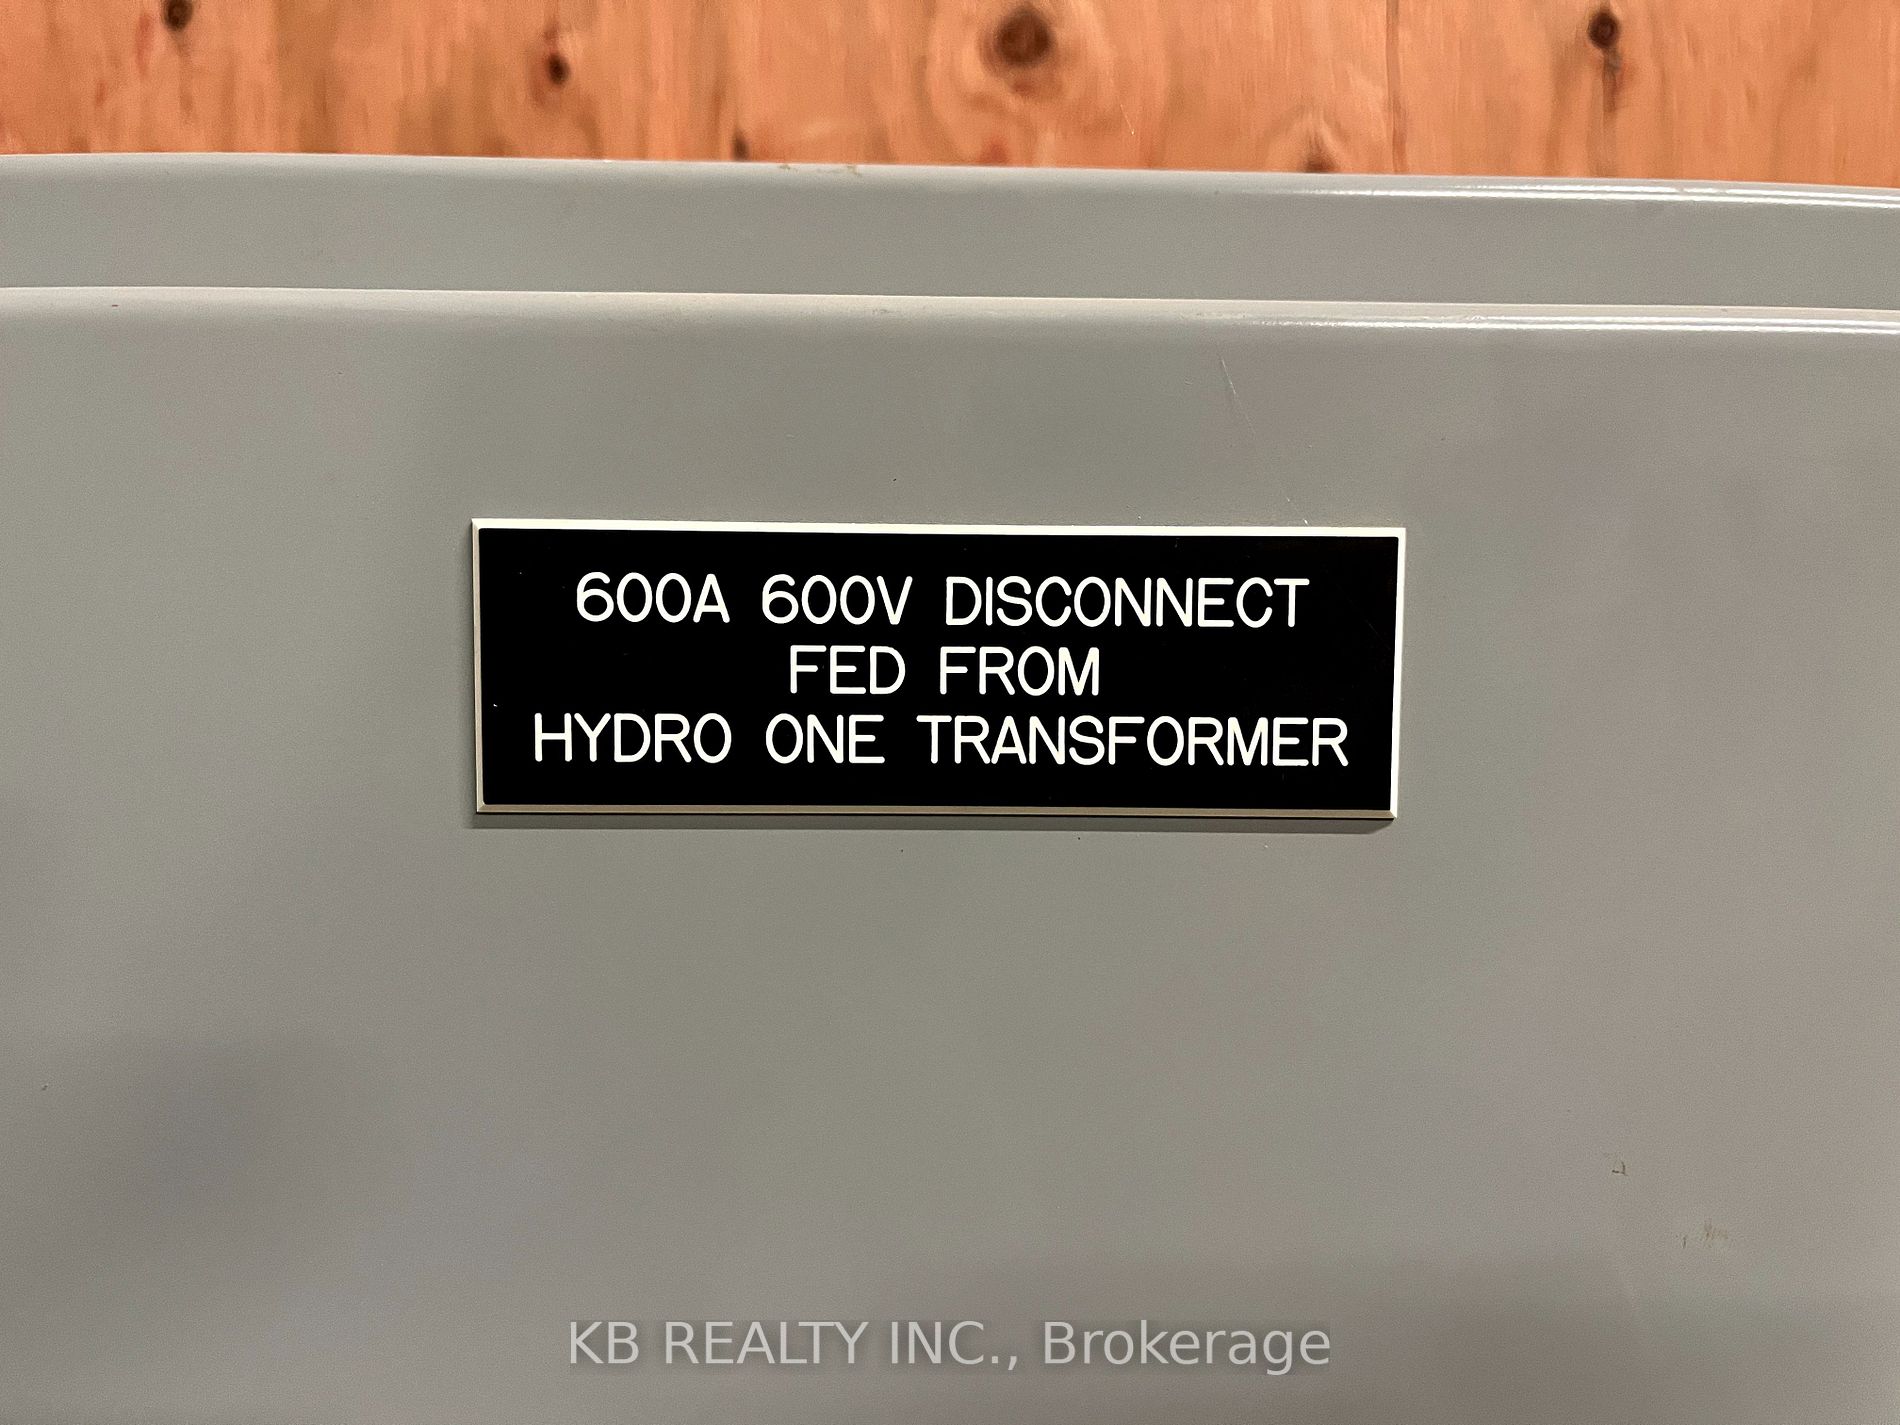 600A 600V DISCONNECT
FED FROM
HYDRO ONE TRANSFORMER
KB REALTY INC., Brokerage